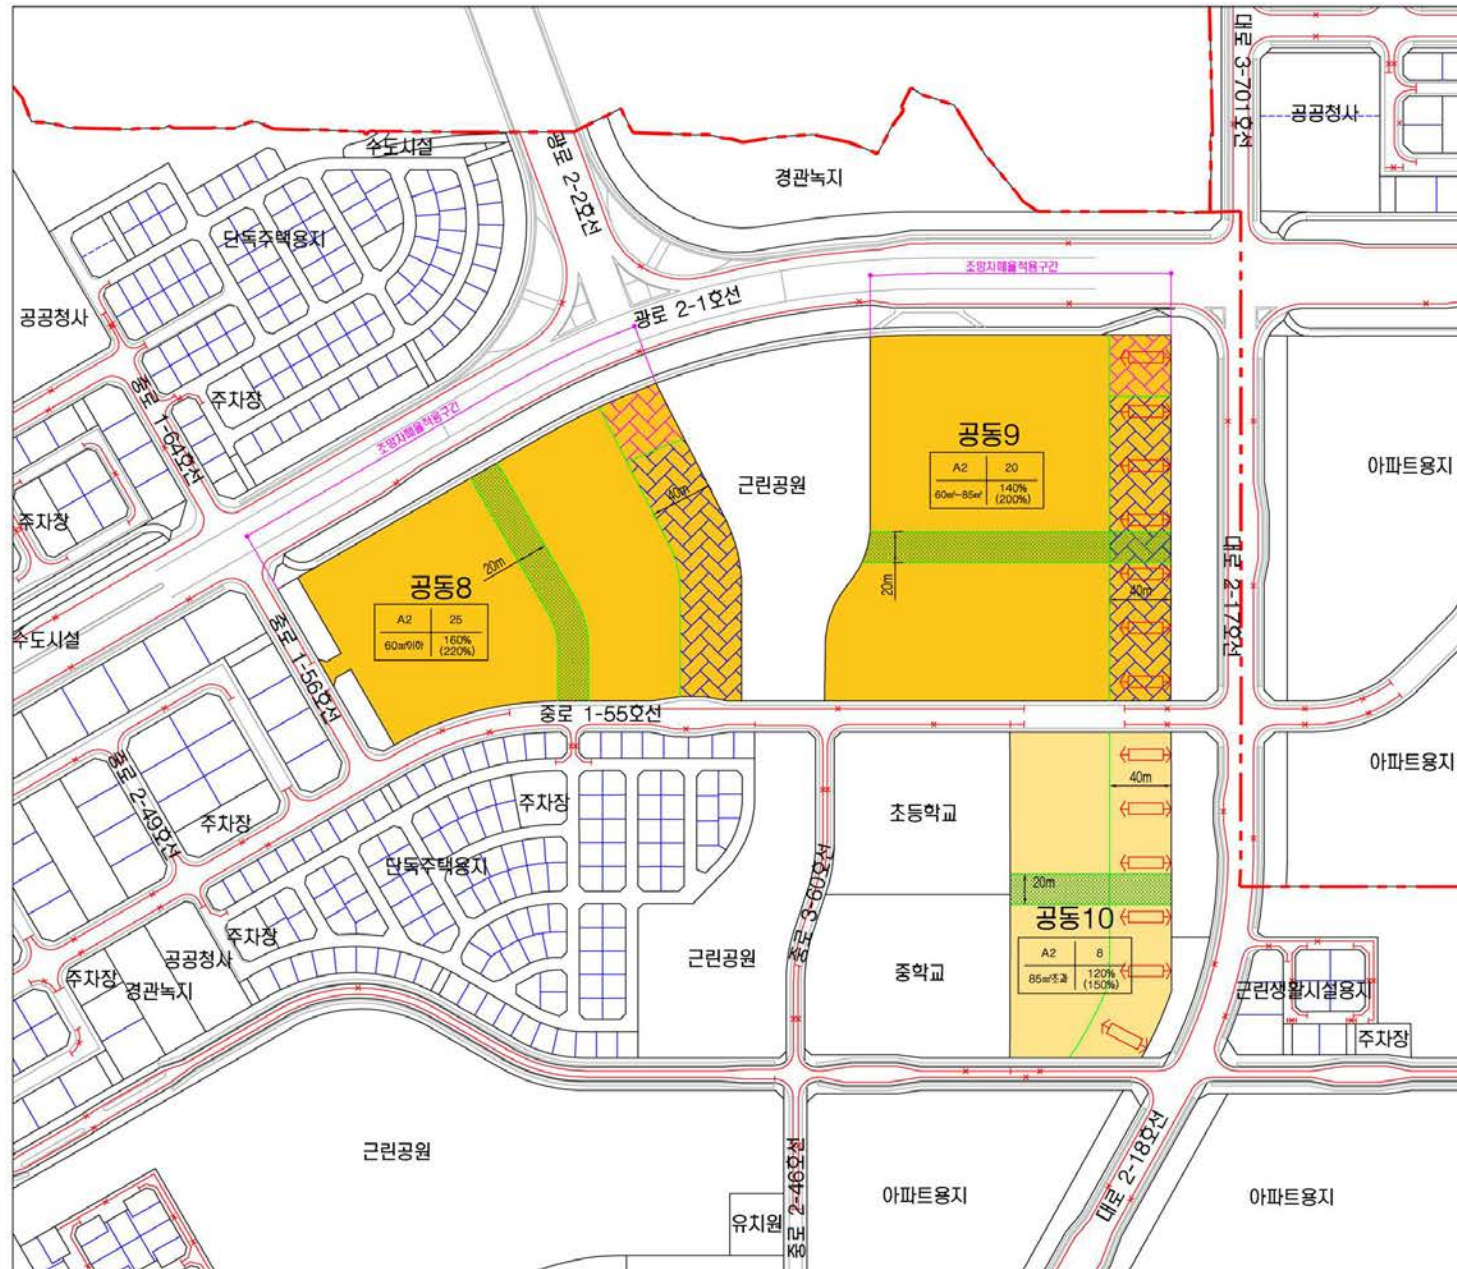 대로 3-701호선
공공청사
수도시설
광로 2-2호선
경관녹지
단독주택용지
조망차폐율적용구간
광로 2-1호선
공공청사
중로 1-64호선
주차장
조망차폐율적용구간
공동9
A2 20
60㎡~85㎡ 140%
(200%)
근린공원
아파트용지
40m
주차장
20m
20m
40m
대로 2-17호선
공동8
A2 25
60㎡이하 160%
(220%)
수도시설
중로 1-56호선
중로 1-55호선
중로 2-49호선
주차장
주차장
단독주택용지
초등학교
40m
아파트용지
중로 3-60호선
20m
공동10
A2 8
85㎡초과 120%
(150%)
주차장
공공청사
주차장
경관녹지
근린공원
중학교
근린생활시설용지
주차장
근린공원
중로 2-46호선
유치원
아파트용지
대로 2-18호선
아파트용지